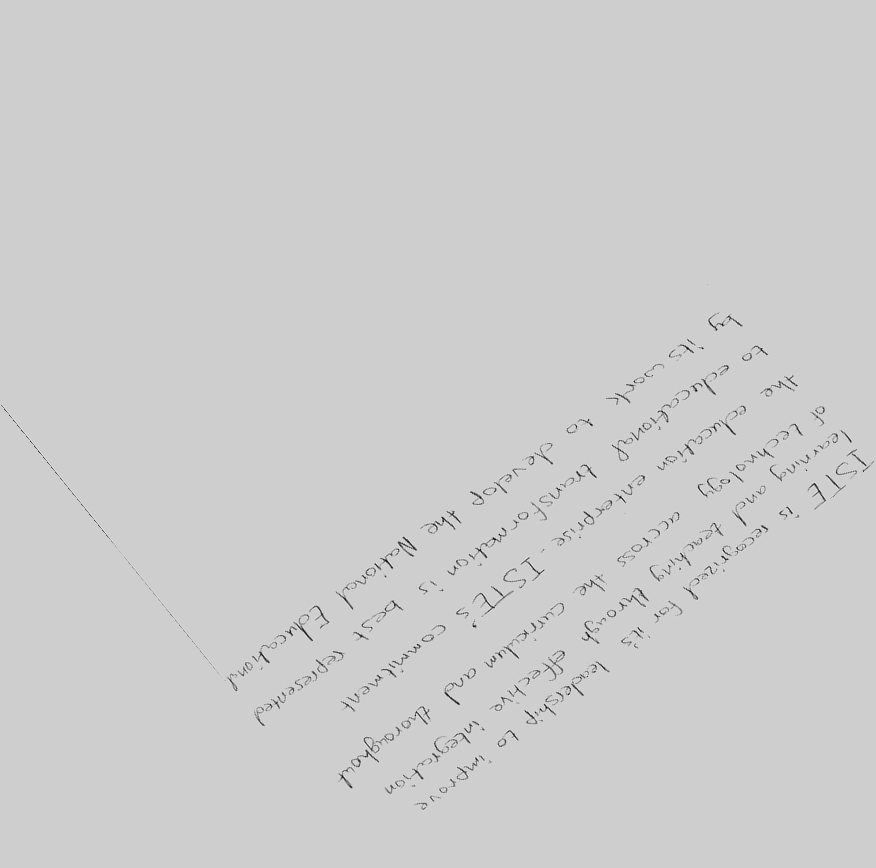 ISTE is recognized for it's leadership to improve
learning and teaching through effective integration
of technology accross the curriculum and thoroughout
the education enterprise. ISTE's commitment
to educational transformation is best represented
by its work to develop the National Educational